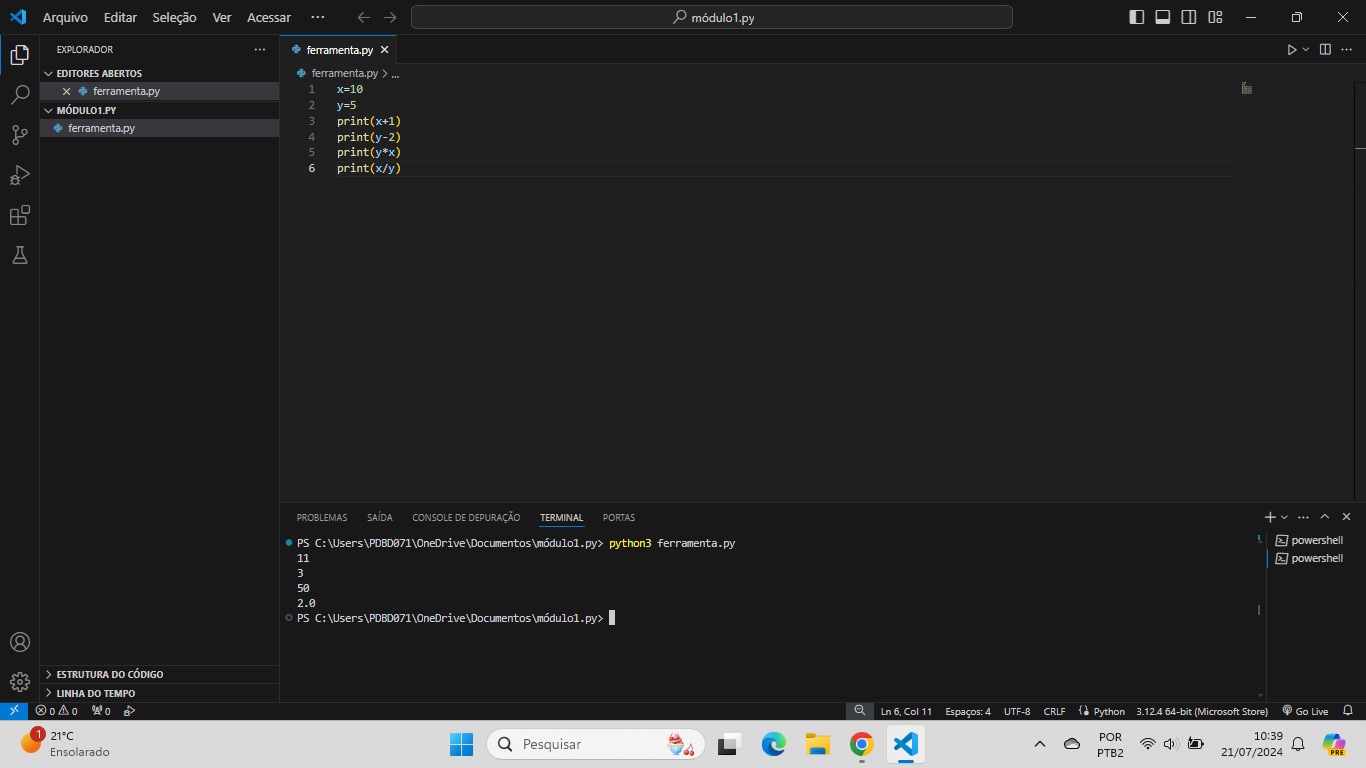 Arquivo Editar Seleção Ver Acessar ···
módulo1.py
EXPLORADOR ···
EDITORES ABERTOS
ferramenta.py
MÓDULO1.PY
ferramenta.py
ESTRUTURA DO CÓDIGO
LINHA DO TEMPO
ferramenta.py
ferramenta.py > ...
1 x=10
2 y=5
3 print(x+1)
4 print(y-2)
5 print(y*x)
6 print(x/y)
PROBLEMAS SAÍDA CONSOLE DE DEPURAÇÃO TERMINAL PORTAS
PS C:\Users\PDBD071\OneDrive\Documentos\módulo1.py> python3 ferramenta.py
11
3
50
2.0
PS C:\Users\PDBD071\OneDrive\Documentos\módulo1.py>
powershell
powershell
0 0 0 Ln 6, Col 11 Espaços: 4 UTF-8 CRLF Python 3.12.4 64-bit (Microsoft Store) Go Live
1
21°C
Ensolarado
Pesquisar
POR
PTB2
10:39
21/07/2024
PRE